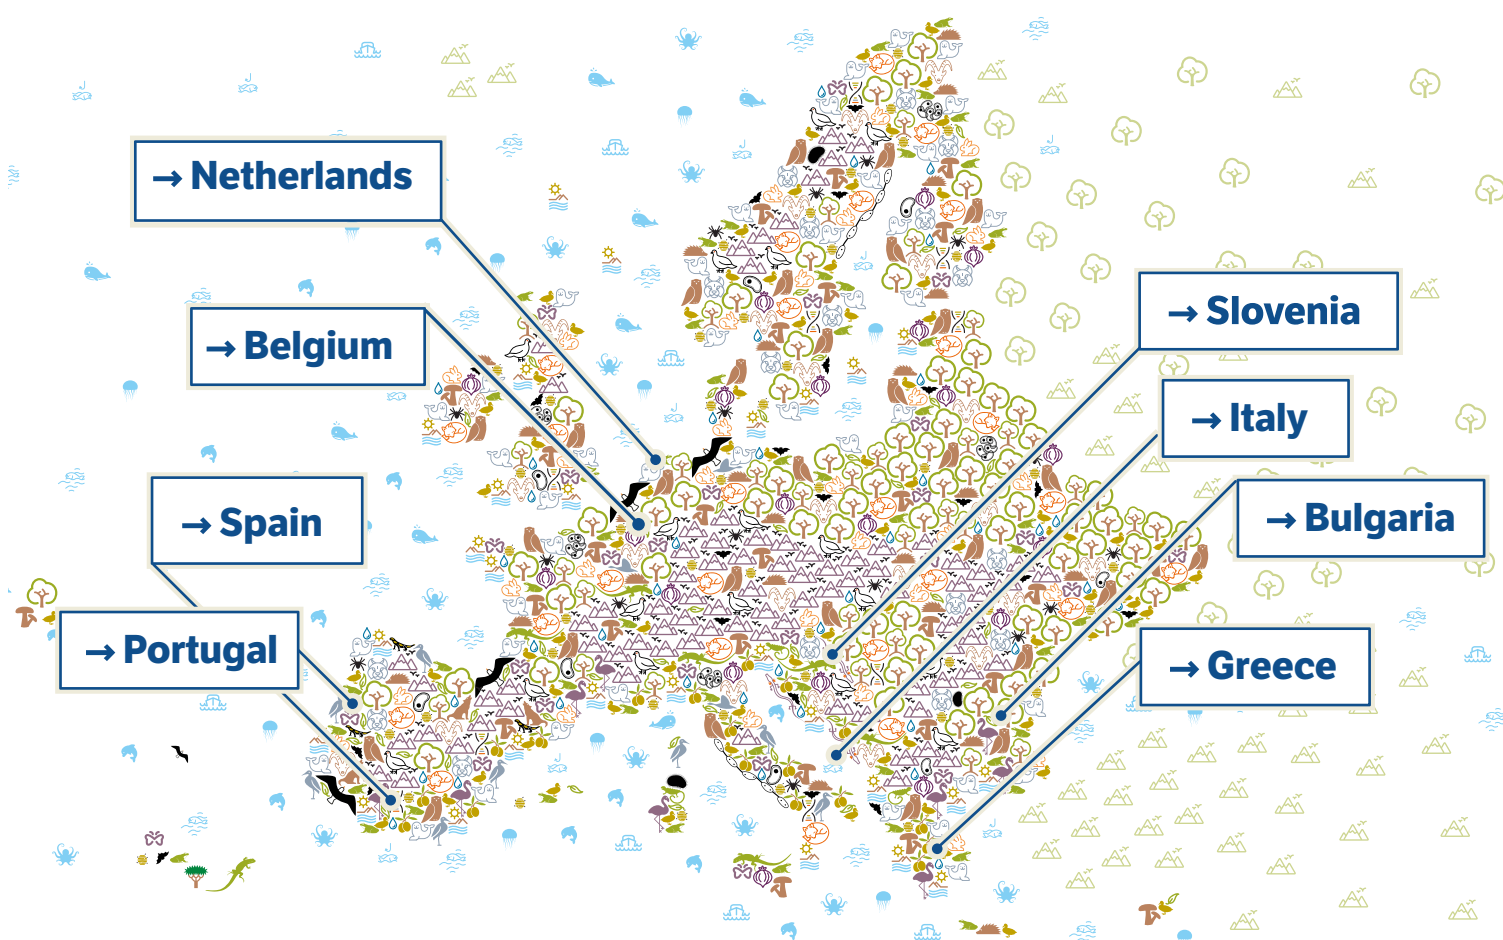 → Netherlands
→ Belgium
→ Spain
→ Portugal
→ Slovenia
→ Italy
→ Bulgaria
→ Greece